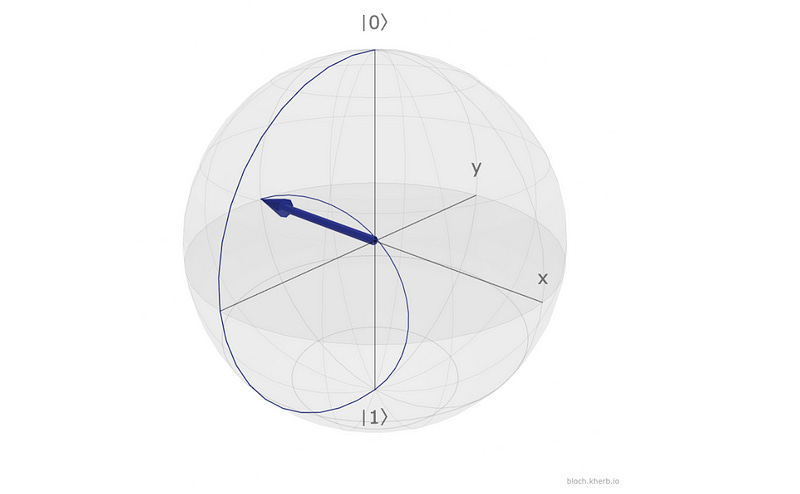 |0⟩
y
x
|1⟩
bloch.kherb.io